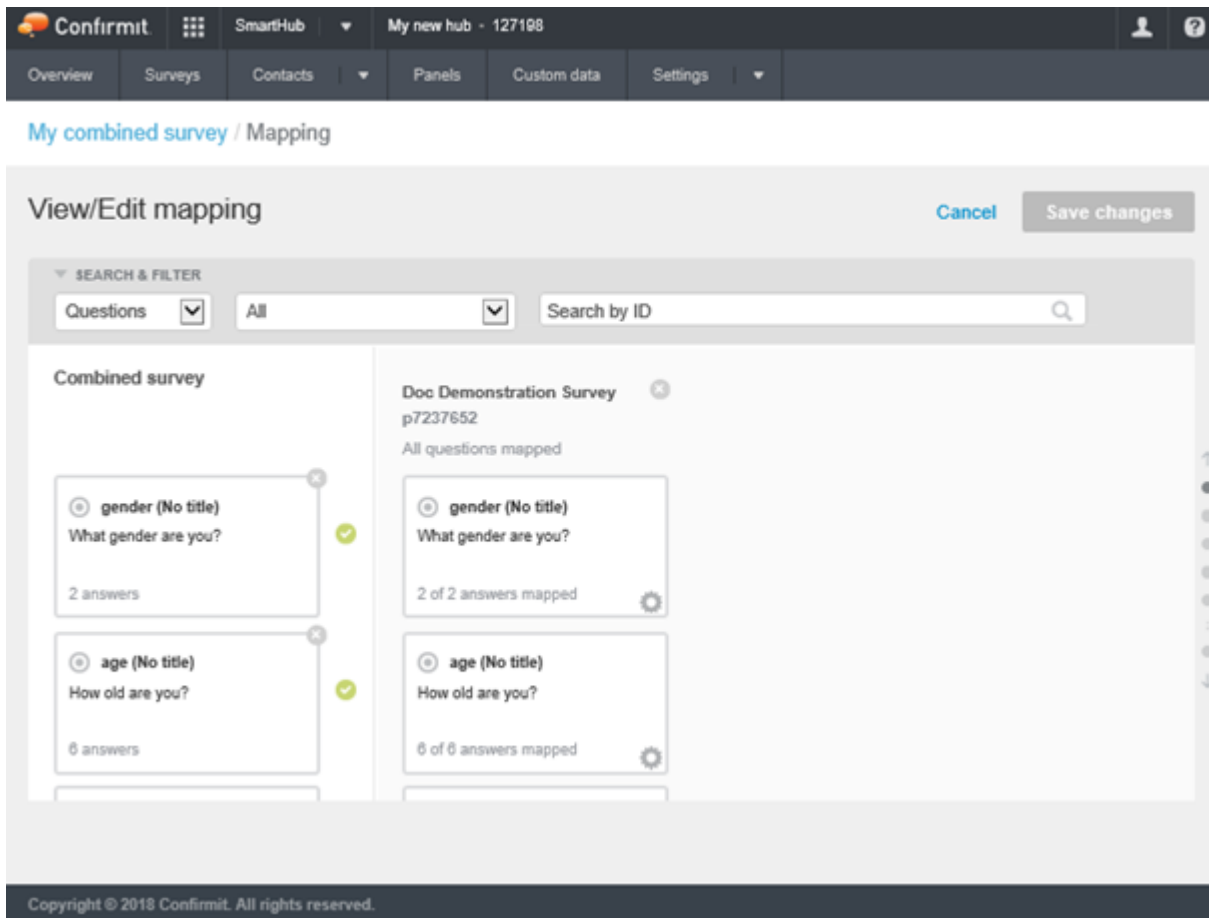 Confirmit. SmartHub My new hub - 127198
Overview Surveys Contacts Panels Custom data Settings
My combined survey / Mapping
View/Edit mapping Cancel Save changes
SEARCH & FILTER
Questions All Search by ID
Combined survey
Doc Demonstration Survey
p7237652
All questions mapped
gender (No title)
What gender are you?
2 answers
gender (No title)
What gender are you?
2 of 2 answers mapped
age (No title)
How old are you?
6 answers
age (No title)
How old are you?
6 of 6 answers mapped
Copyright © 2018 Confirmit. All rights reserved.